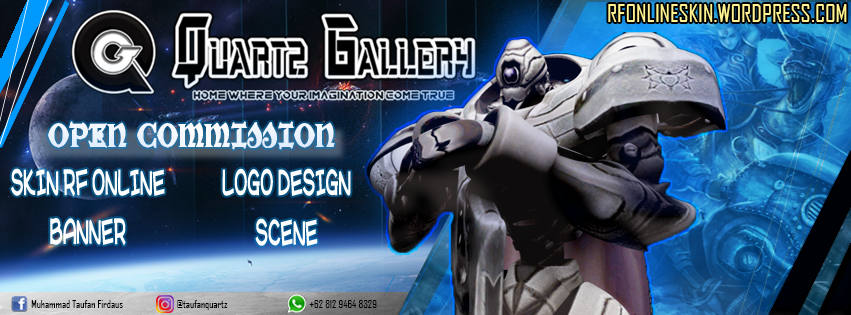 RFONLINESKIN.WORDPRESS.COM
Quartz Gallery
HOME WHERE YOUR IMAGINATION COME TRUE
OPEN COMMISSION
SKIN RF ONLINE
LOGO DESIGN
BANNER
SCENE
Muhammad Taufan Firdaus
@taufanquartz
+62 812 9464 8329